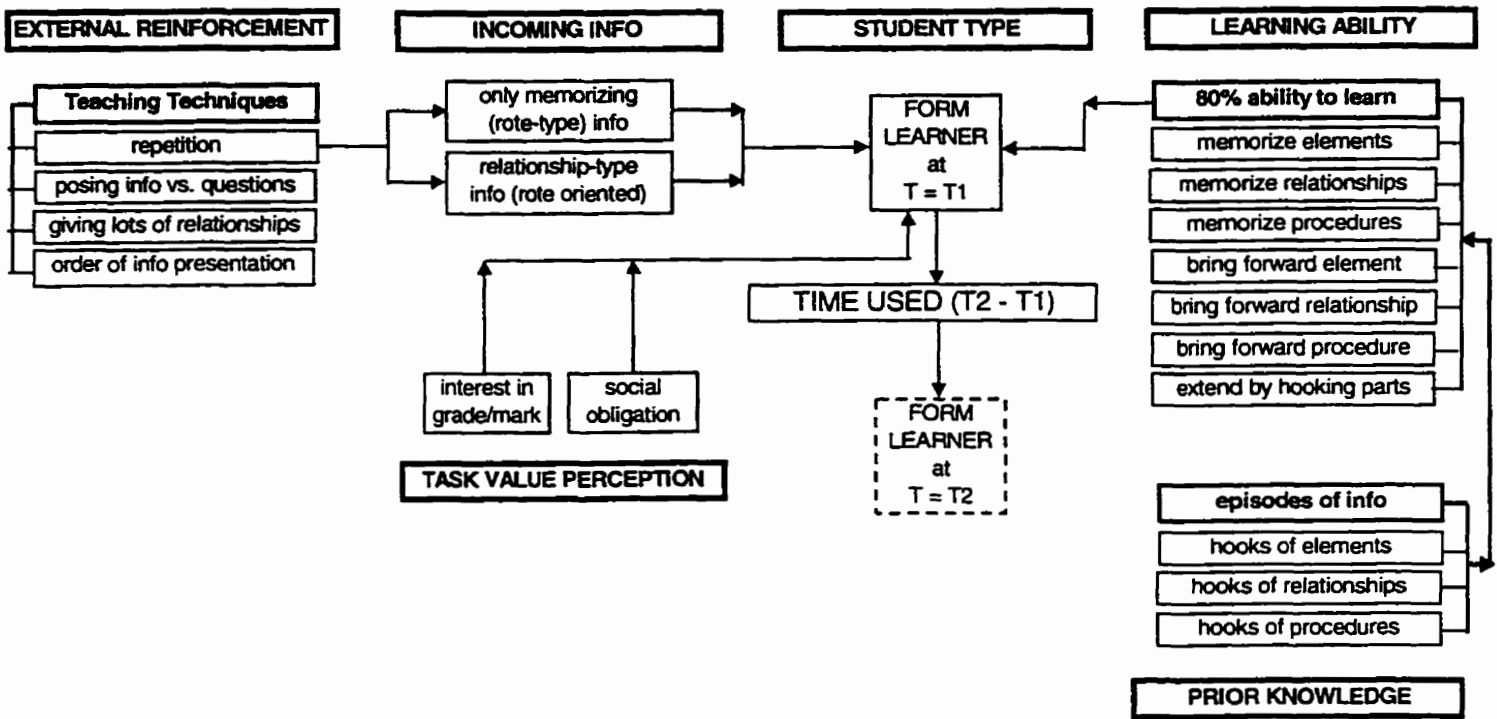 EXTERNAL REINFORCEMENT
INCOMING INFO
STUDENT TYPE
LEARNING ABILITY
Teaching Techniques
repetition
posing info vs. questions
giving lots of relationships
order of info presentation
only memorizing
(rote-type) info
relationship-type
info (rote oriented)
FORM
LEARNER
at
T = T1
80% ability to learn
memorize elements
memorize relationships
memorize procedures
bring forward element
bring forward relationship
bring forward procedure
extend by hooking parts
TIME USED (T2 - T1)
interest in
grade/mark
social
obligation
TASK VALUE PERCEPTION
FORM
LEARNER
at
T = T2
episodes of info
hooks of elements
hooks of relationships
hooks of procedures
PRIOR KNOWLEDGE